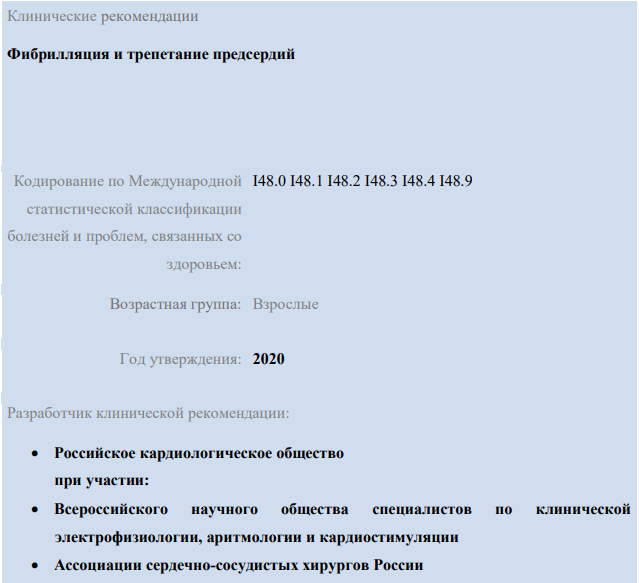 Клинические рекомендации
Фибрилляция и трепетание предсердий
Кодирование по Международной
статистической классификации
болезней и проблем, связанных со
здоровьем:
I48.0 I48.1 I48.2 I48.3 I48.4 I48.9
Возрастная группа: Взрослые
Год утверждения: 2020
Разработчик клинической рекомендации:
• Российское кардиологическое общество
при участии:
• Всероссийского научного общества специалистов по клинической
электрофизиологии, аритмологии и кардиостимуляции
• Ассоциации сердечно-сосудистых хирургов России